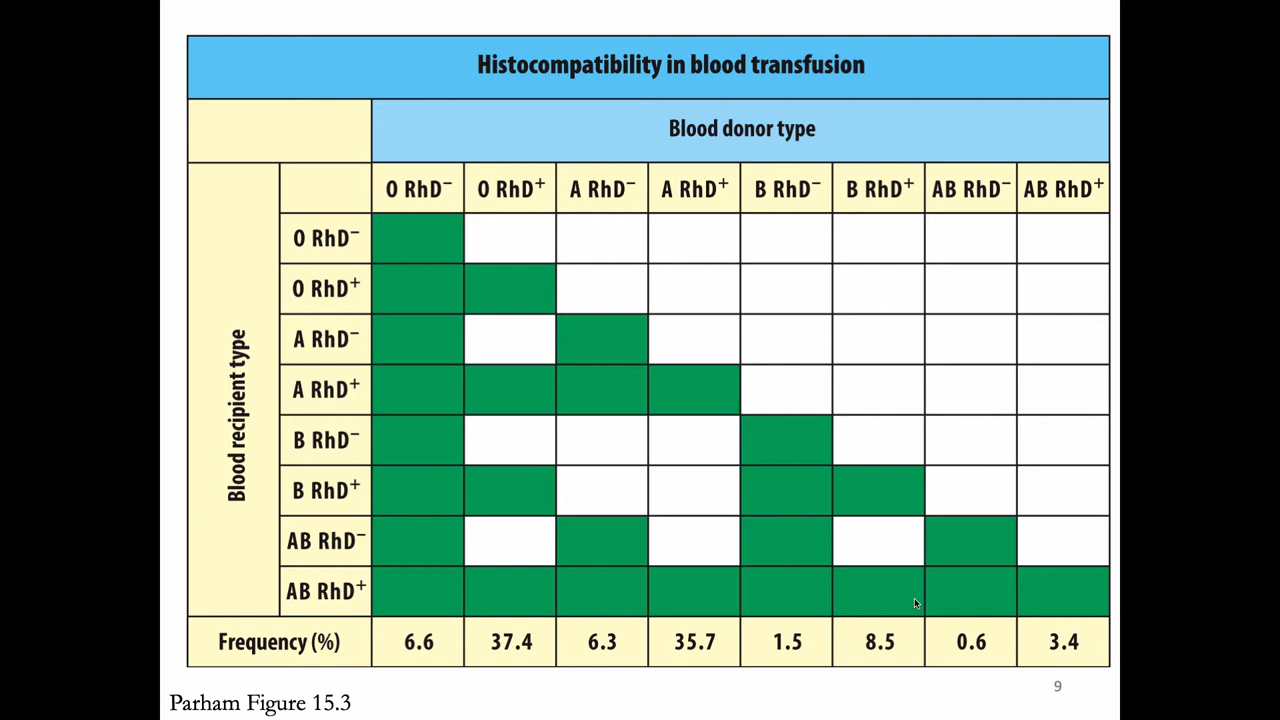 Histocompatibility in blood transfusion
Blood donor type
O RhD⁻ O RhD⁺ A RhD⁻ A RhD⁺ B RhD⁻ B RhD⁺ AB RhD⁻ AB RhD⁺
Blood recipient type
O RhD⁻
O RhD⁺
A RhD⁻
A RhD⁺
B RhD⁻
B RhD⁺
AB RhD⁻
AB RhD⁺
Frequency (%) 6.6 37.4 6.3 35.7 1.5 8.5 0.6 3.4
9
Parham Figure 15.3